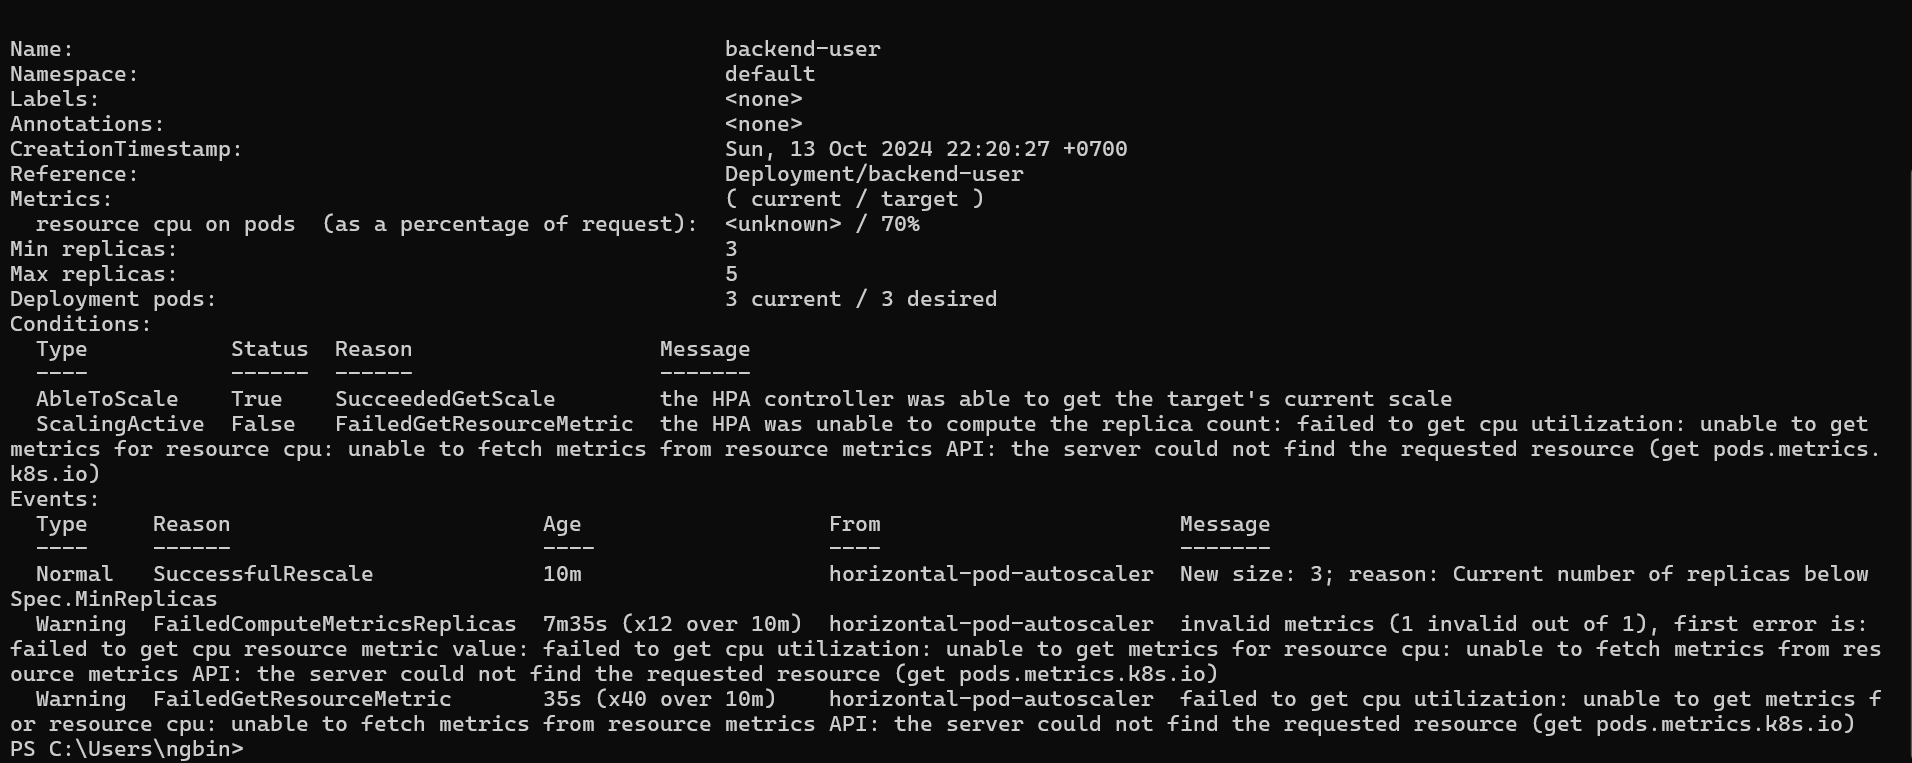 Name:                                                  backend-user
Namespace:                                             default
Labels:                                                <none>
Annotations:                                           <none>
CreationTimestamp:                                     Sun, 13 Oct 2024 22:20:27 +0700
Reference:                                             Deployment/backend-user
Metrics:                                               ( current / target )
  resource cpu on pods  (as a percentage of request):  <unknown> / 70%
Min replicas:                                          3
Max replicas:                                          5
Deployment pods:                                       3 current / 3 desired
Conditions:
  Type           Status  Reason                   Message
  ----           ------  ------                   -------
  AbleToScale    True    SucceededGetScale        the HPA controller was able to get the target's current scale
  ScalingActive  False   FailedGetResourceMetric  the HPA was unable to compute the replica count: failed to get cpu utilization: unable to get
metrics for resource cpu: unable to fetch metrics from resource metrics API: the server could not find the requested resource (get pods.metrics.
k8s.io)
Events:
  Type     Reason                        Age                   From                       Message
  ----     ------                        ----                  ----                       -------
  Normal   SuccessfulRescale             10m                   horizontal-pod-autoscaler  New size: 3; reason: Current number of replicas below
Spec.MinReplicas
  Warning  FailedComputeMetricsReplicas  7m35s (x12 over 10m)  horizontal-pod-autoscaler  invalid metrics (1 invalid out of 1), first error is:
failed to get cpu resource metric value: failed to get cpu utilization: unable to get metrics for resource cpu: unable to fetch metrics from res
ource metrics API: the server could not find the requested resource (get pods.metrics.k8s.io)
  Warning  FailedGetResourceMetric       35s (x40 over 10m)    horizontal-pod-autoscaler  failed to get cpu utilization: unable to get metrics f
or resource cpu: unable to fetch metrics from resource metrics API: the server could not find the requested resource (get pods.metrics.k8s.io)
PS C:\Users\ngbin>